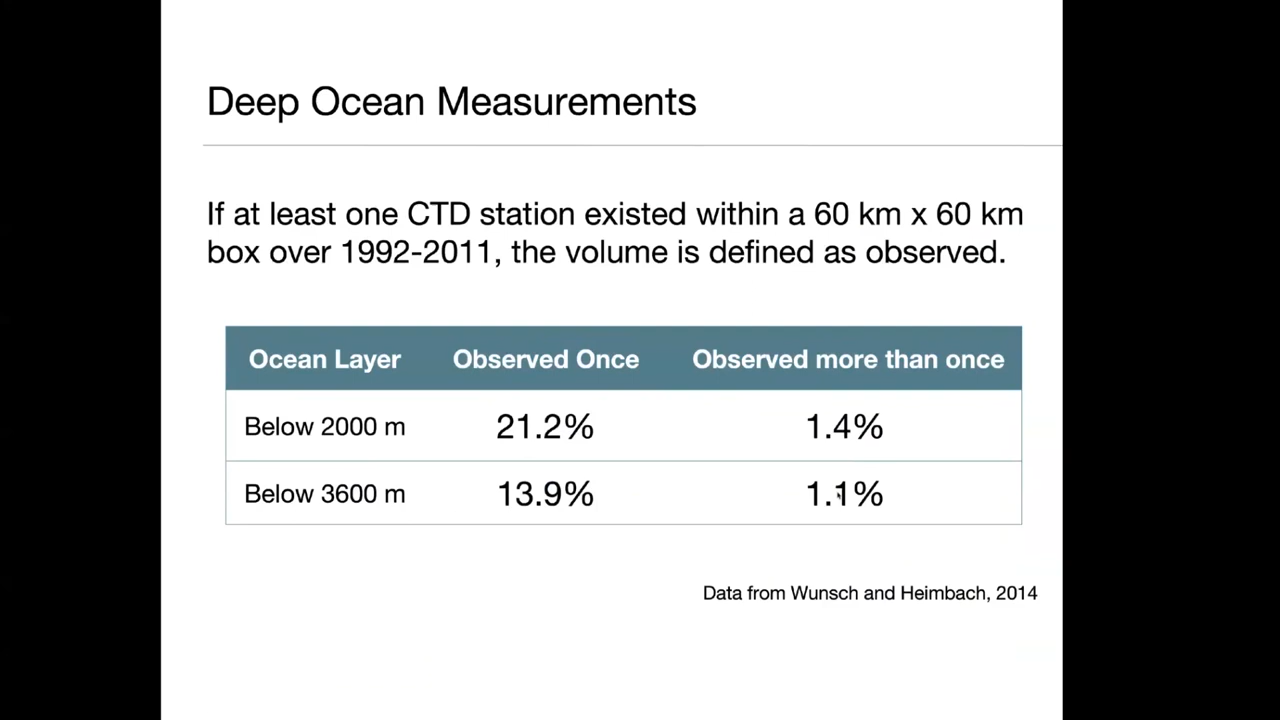 Deep Ocean Measurements
If at least one CTD station existed within a 60 km x 60 km
box over 1992-2011, the volume is defined as observed.
Ocean Layer Observed Once Observed more than once
Below 2000 m 21.2% 1.4%
Below 3600 m 13.9% 1.1%
Data from Wunsch and Heimbach, 2014